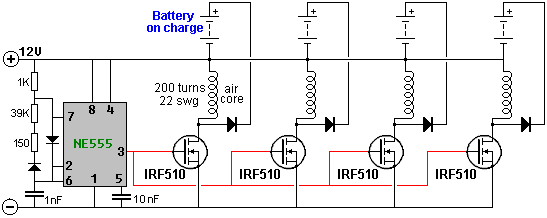 Battery
on charge
+
+
+
+
+ 12V
1K
200 turns
22 swg
air
core
39K
8 4
7
150
NE555
3
2
6
1 5
IRF510
IRF510
IRF510
IRF510
1nF
10nF
−